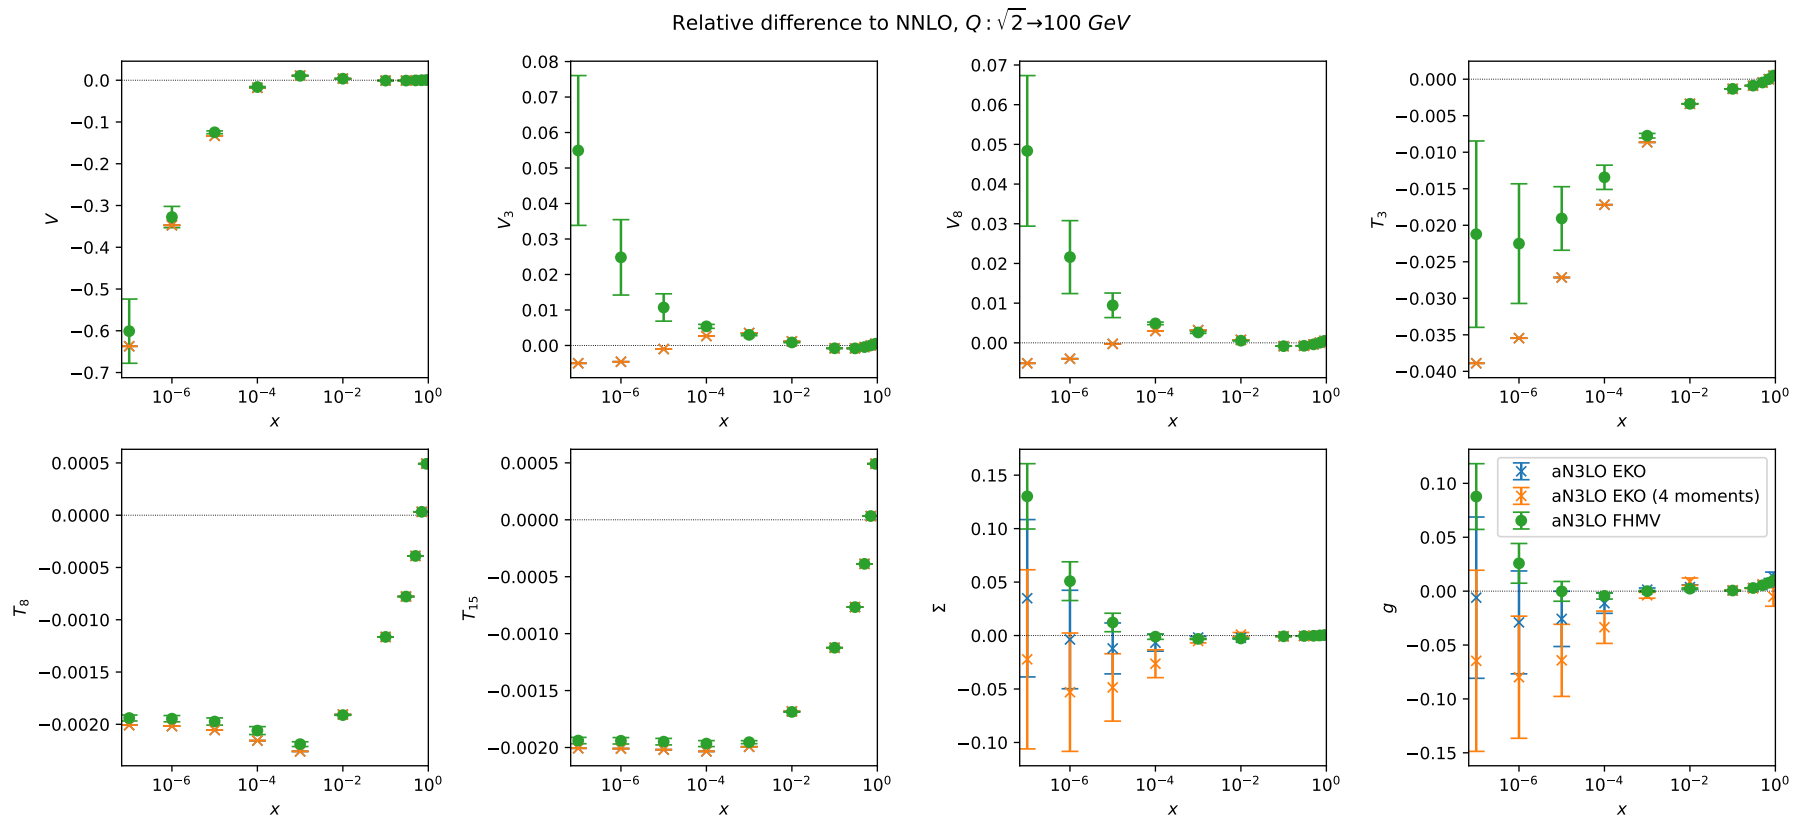 Relative difference to NNLO, Q : √2→100 GeV
0.0
−0.1
−0.2
−0.3
−0.4
−0.5
−0.6
−0.7
V
10⁻⁶ 10⁻⁴ 10⁻² 10⁰
x
0.08
0.07
0.06
0.05
0.04
0.03
0.02
0.01
0.00
V₃
10⁻⁶ 10⁻⁴ 10⁻² 10⁰
x
0.07
0.06
0.05
0.04
0.03
0.02
0.01
0.00
V₈
10⁻⁶ 10⁻⁴ 10⁻² 10⁰
x
0.000
−0.005
−0.010
−0.015
−0.020
−0.025
−0.030
−0.035
−0.040
T₃
10⁻⁶ 10⁻⁴ 10⁻² 10⁰
x
0.0005
0.0000
−0.0005
−0.0010
−0.0015
−0.0020
T₈
10⁻⁶ 10⁻⁴ 10⁻² 10⁰
x
0.0005
0.0000
−0.0005
−0.0010
−0.0015
−0.0020
T₁₅
10⁻⁶ 10⁻⁴ 10⁻² 10⁰
x
0.15
0.10
0.05
0.00
−0.05
−0.10
Σ
10⁻⁶ 10⁻⁴ 10⁻² 10⁰
x
0.10
0.05
0.00
−0.05
−0.10
−0.15
g
aN3LO EKO
aN3LO EKO (4 moments)
aN3LO FHMV
10⁻⁶ 10⁻⁴ 10⁻² 10⁰
x